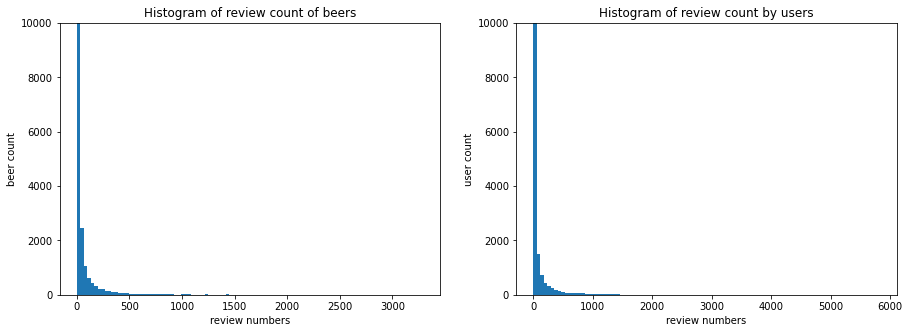 Histogram of review count of beers
10000
8000
6000
4000
2000
0
beer count
0 500 1000 1500 2000 2500 3000
review numbers
Histogram of review count by users
10000
8000
6000
4000
2000
0
user count
0 1000 2000 3000 4000 5000 6000
review numbers